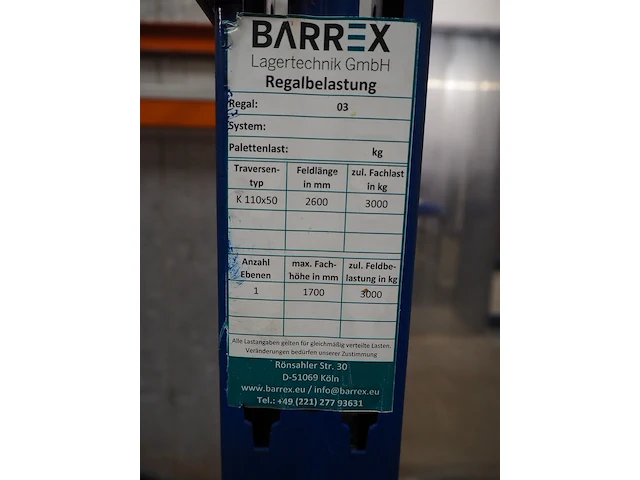 BARREX
Lagertechnik GmbH
Regalbelastung
Regal: 03
System:
Palettenlast: kg
Traversen- Feldlänge zul. Fachlast
typ in mm in kg
K 110x50 2600 3000
Anzahl max. Fach- zul. Feldbe-
Ebenen höhe in mm lastung in kg
1 1700 3000
Alle Lastangaben gelten für gleichmäßig verteilte Lasten.
Veränderungen bedürfen unserer Zustimmung
Rönsahler Str. 30
D-51069 Köln
www.barrex.eu / info@barrex.eu
Tel.: +49 (221) 277 93631